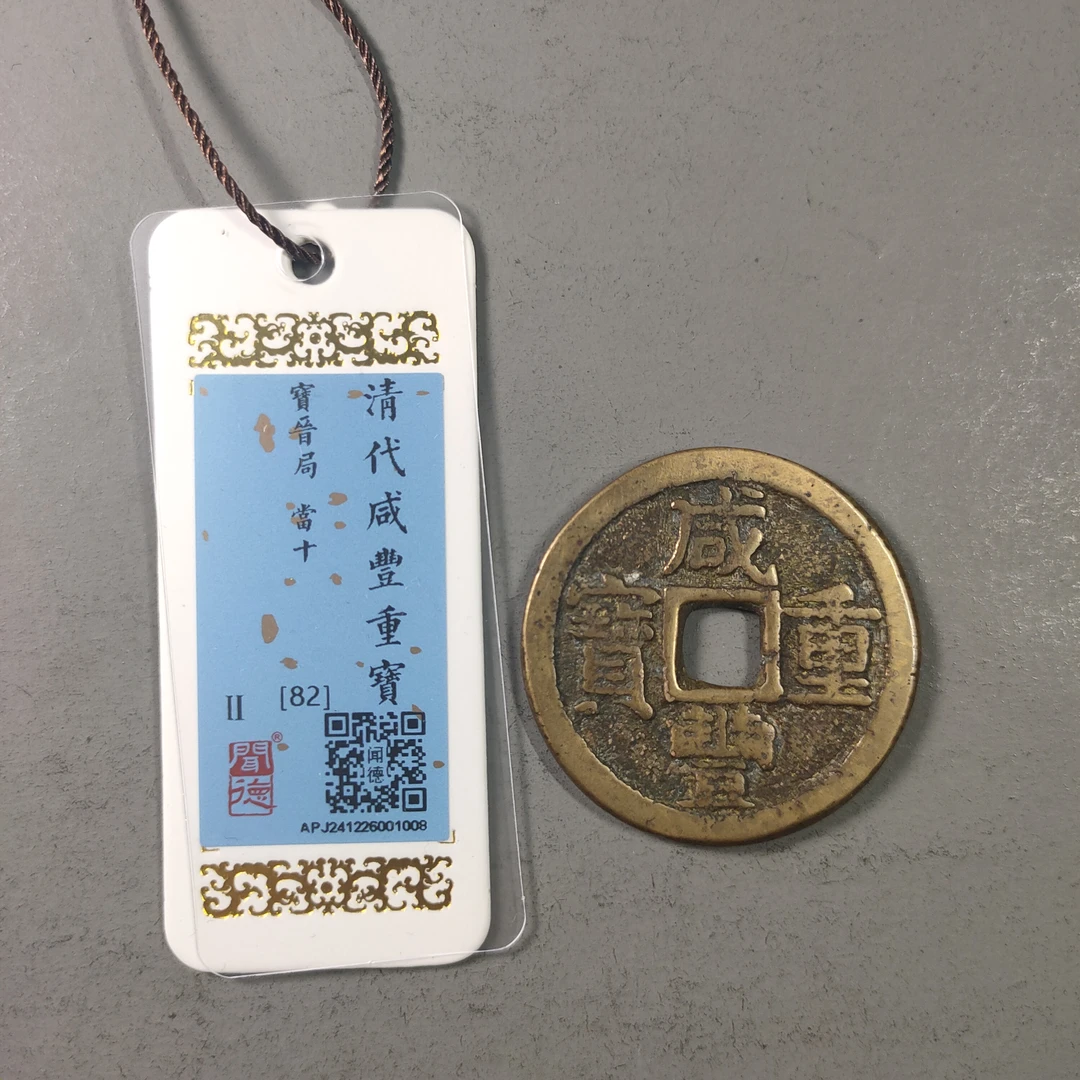 清代咸豐重寶
寶晉局 當十
II [82]
聞德®
闻德
APJ241226001008
咸豐重寶